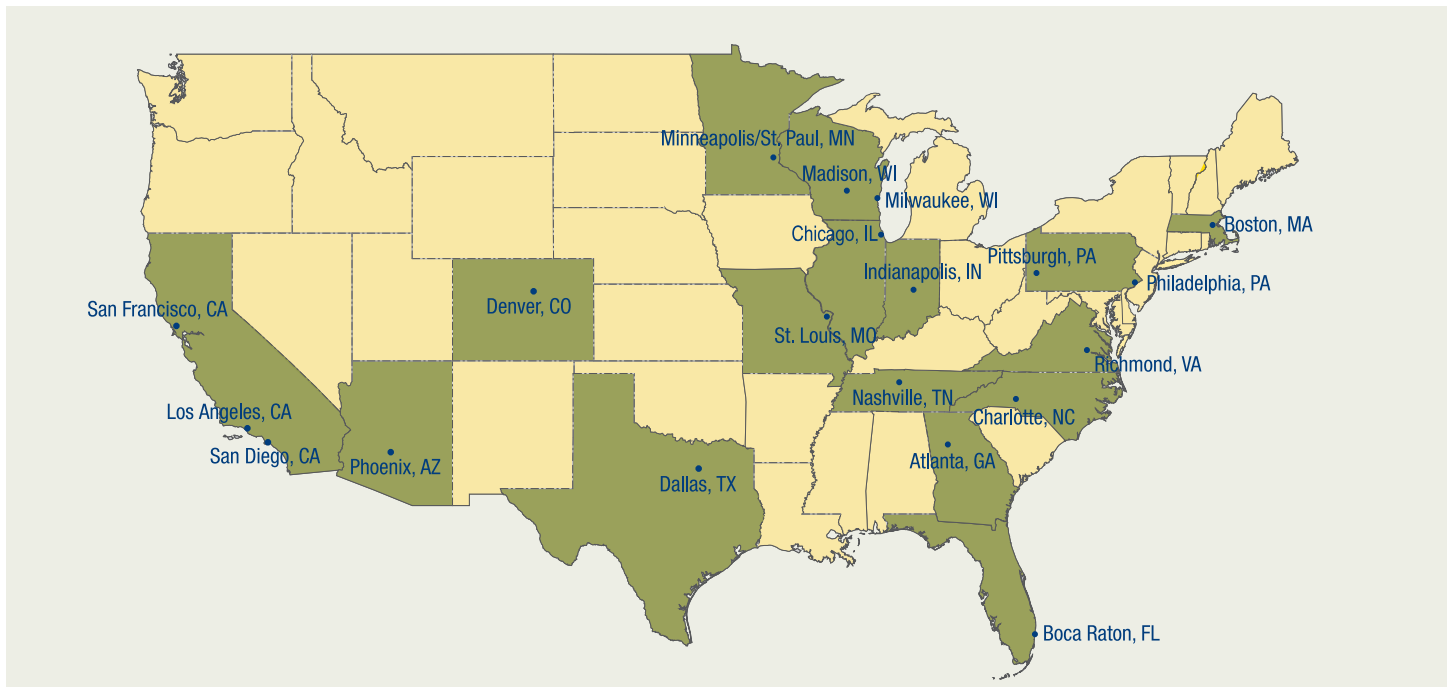 Minneapolis/St. Paul, MN
Madison, WI
Milwaukee, WI
Chicago, IL
Boston, MA
Pittsburgh, PA
Indianapolis, IN
Philadelphia, PA
San Francisco, CA
Denver, CO
St. Louis, MO
Richmond, VA
Nashville, TN
Los Angeles, CA
Charlotte, NC
San Diego, CA
Phoenix, AZ
Atlanta, GA
Dallas, TX
Boca Raton, FL